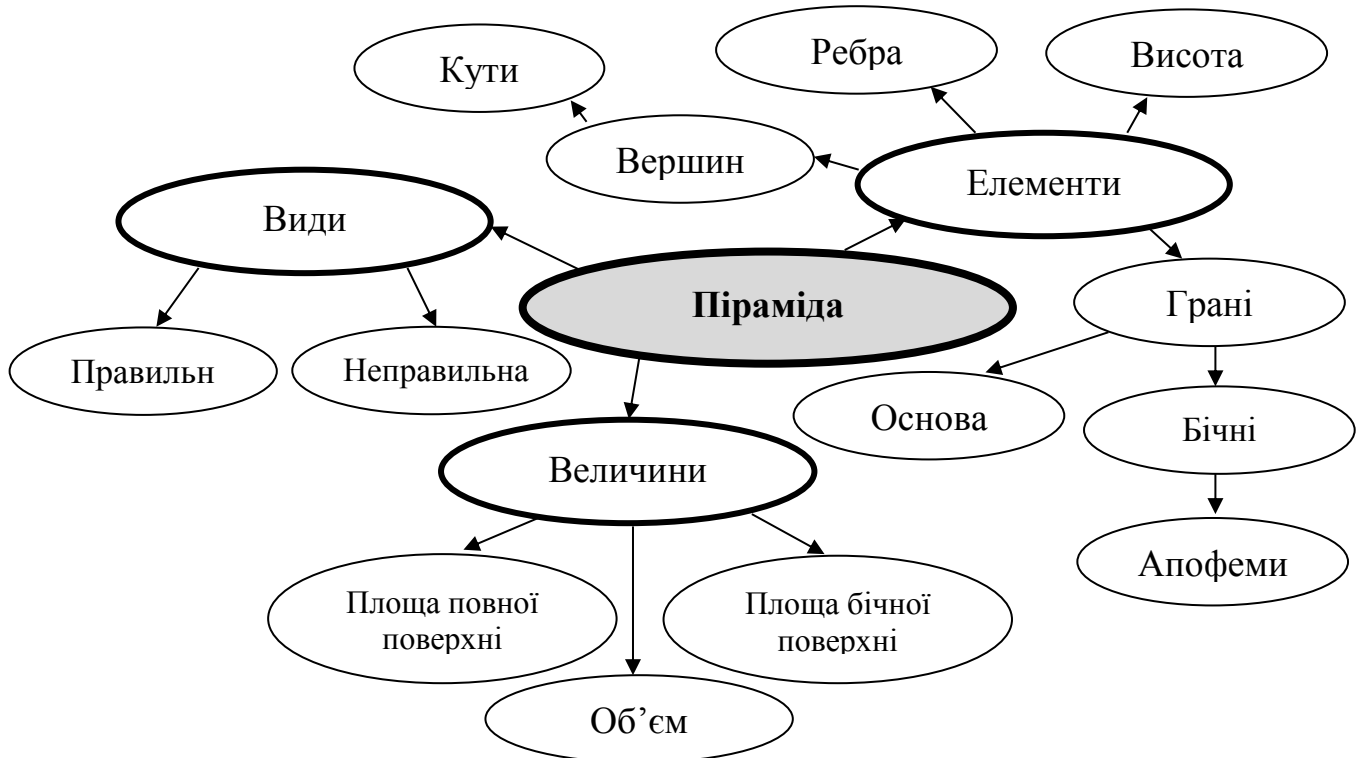 Ребра
Висота
Кути
Вершин
Елементи
Види
Піраміда
Грані
Правильн
Неправильна
Основа
Бічні
Величини
Апофеми
Площа повної
поверхні
Площа бічної
поверхні
Об’єм